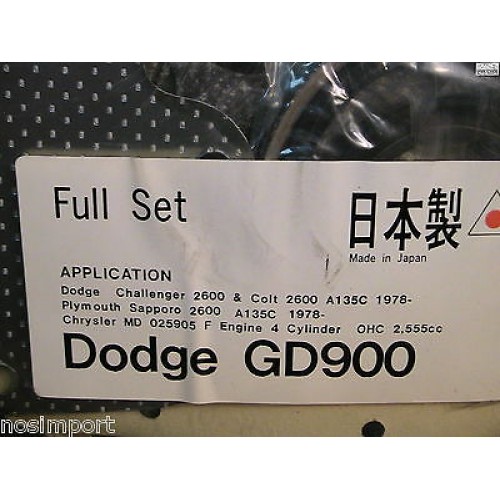 Full Set
日本製
Made in Japan
APPLICATION
Dodge Challenger 2600 & Colt 2600 A135C 1978-
Plymouth Sapporo 2600 A135C 1978-
Chrysler MD 025905 F Engine 4 Cylinder OHC 2,555cc
Dodge GD900
nosimport